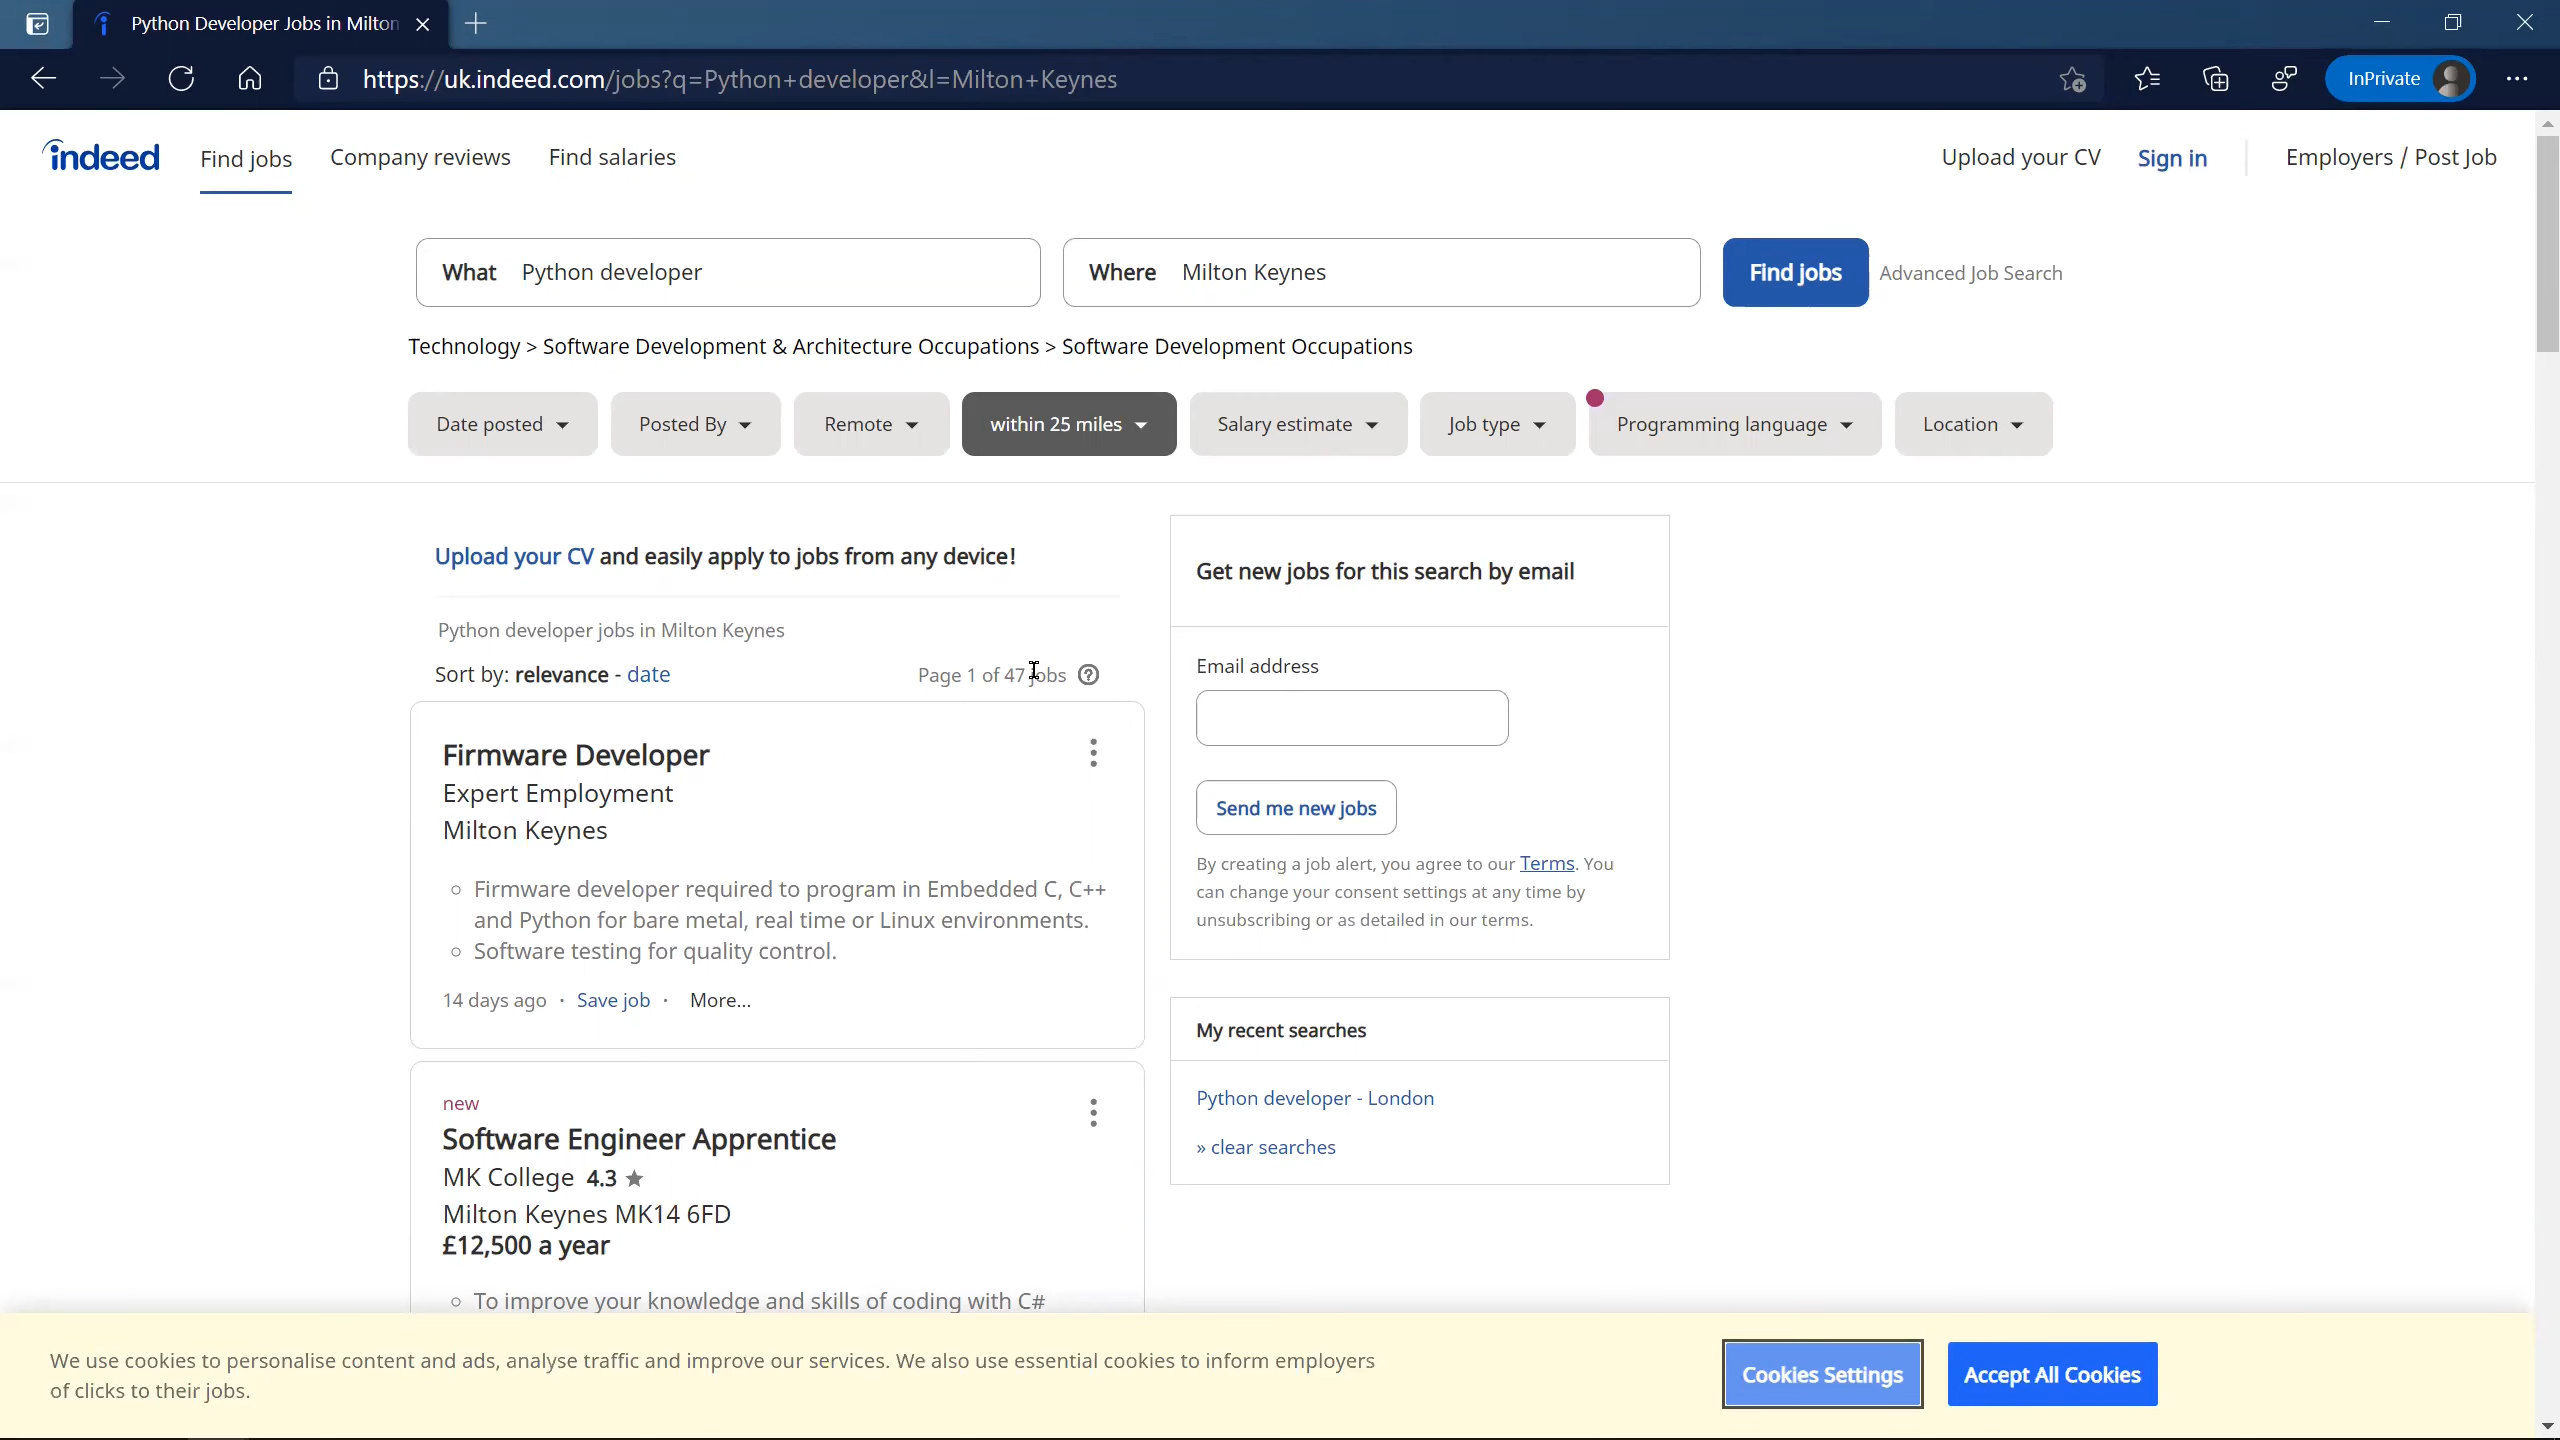 Python Developer Jobs in Milton
https://uk.indeed.com/jobs?q=Python+developer&l=Milton+Keynes
InPrivate
indeed
Find jobs
Company reviews
Find salaries
Upload your CV
Sign in
Employers / Post Job
What Python developer
Where Milton Keynes
Find jobs
Advanced Job Search
Technology > Software Development & Architecture Occupations > Software Development Occupations
Date posted
Posted By
Remote
within 25 miles
Salary estimate
Job type
Programming language
Location
Upload your CV and easily apply to jobs from any device!
Python developer jobs in Milton Keynes
Sort by: relevance - date
Page 1 of 47 jobs
Firmware Developer
Expert Employment
Milton Keynes
Firmware developer required to program in Embedded C, C++
and Python for bare metal, real time or Linux environments.
Software testing for quality control.
14 days ago · Save job · More...
new
Software Engineer Apprentice
MK College 4.3
Milton Keynes MK14 6FD
£12,500 a year
To improve your knowledge and skills of coding with C#
Get new jobs for this search by email
Email address
Send me new jobs
By creating a job alert, you agree to our Terms. You
can change your consent settings at any time by
unsubscribing or as detailed in our terms.
My recent searches
Python developer - London
» clear searches
We use cookies to personalise content and ads, analyse traffic and improve our services. We also use essential cookies to inform employers
of clicks to their jobs.
Cookies Settings
Accept All Cookies